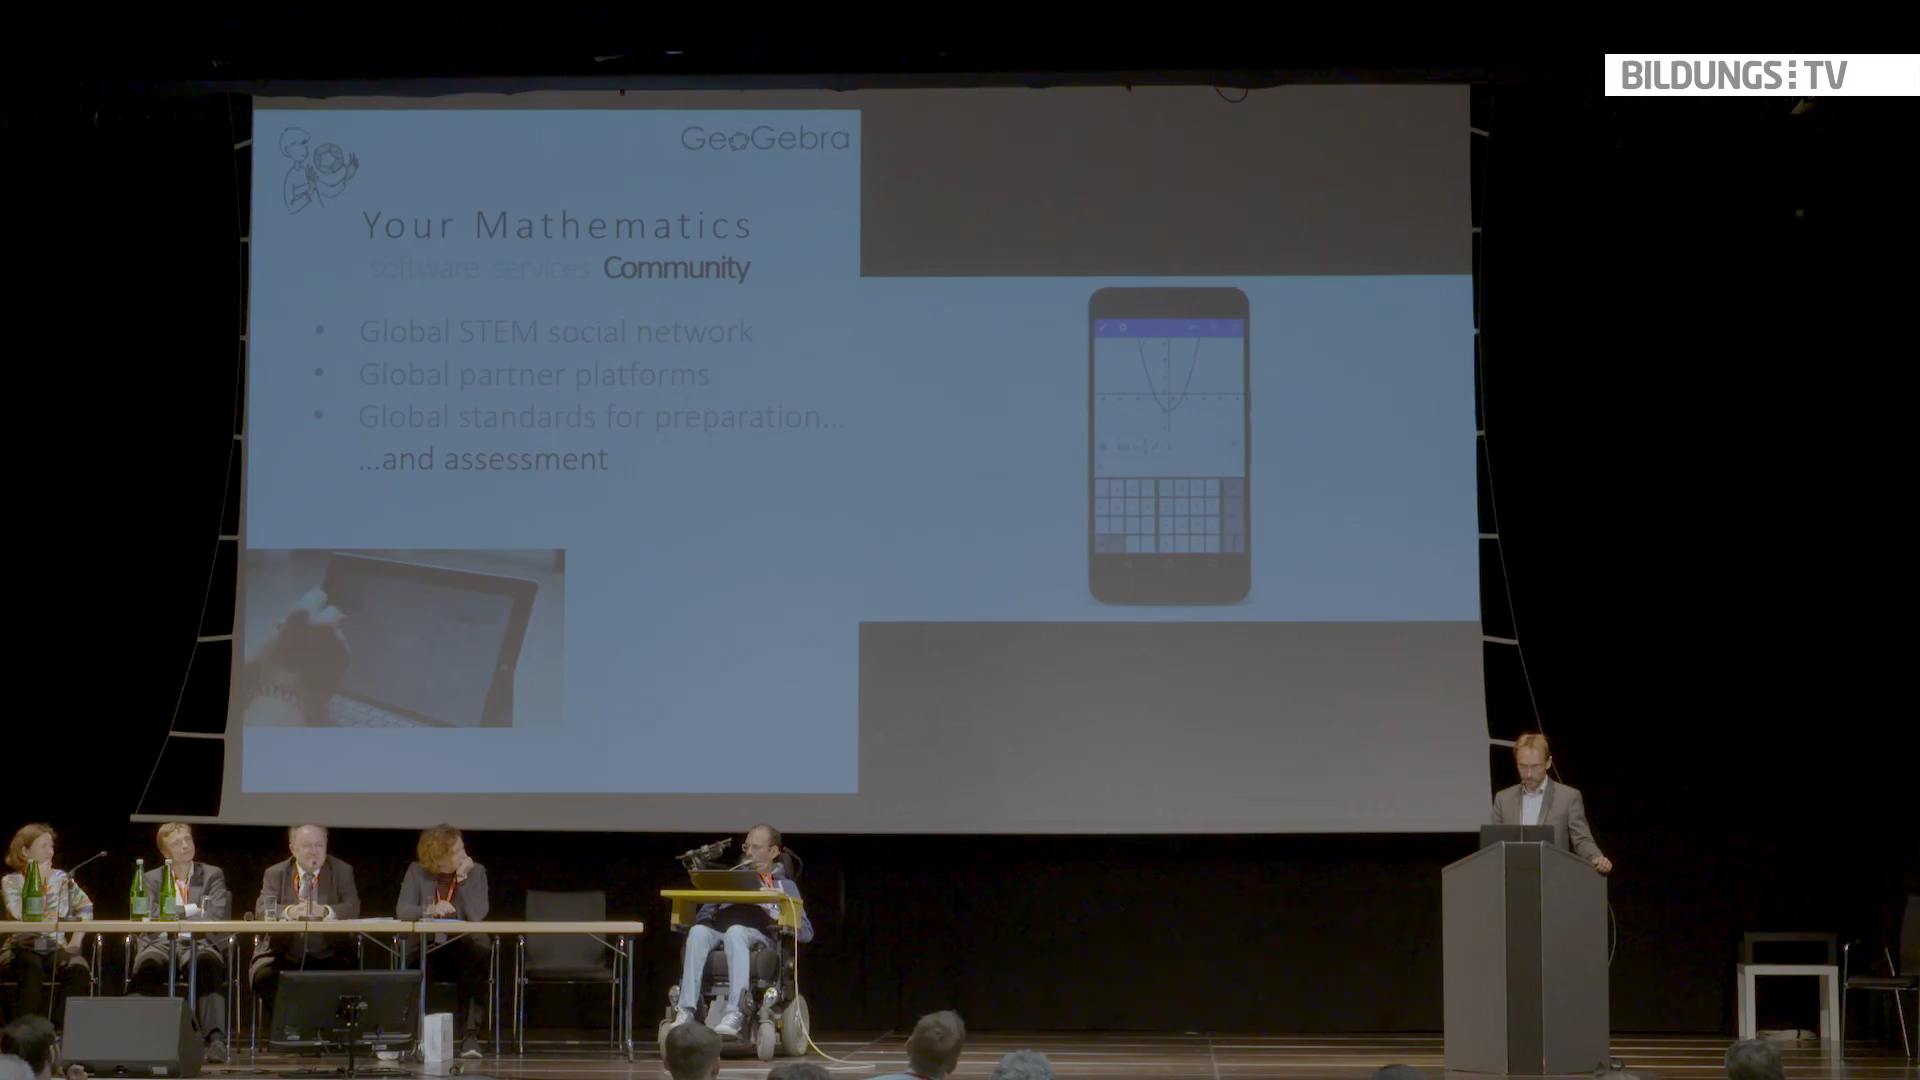 BILDUNGS:TV
GeoGebra
Your Mathematics
software services Community
• Global STEM social network
• Global partner platforms
• Global standards for preparation...
...and assessment